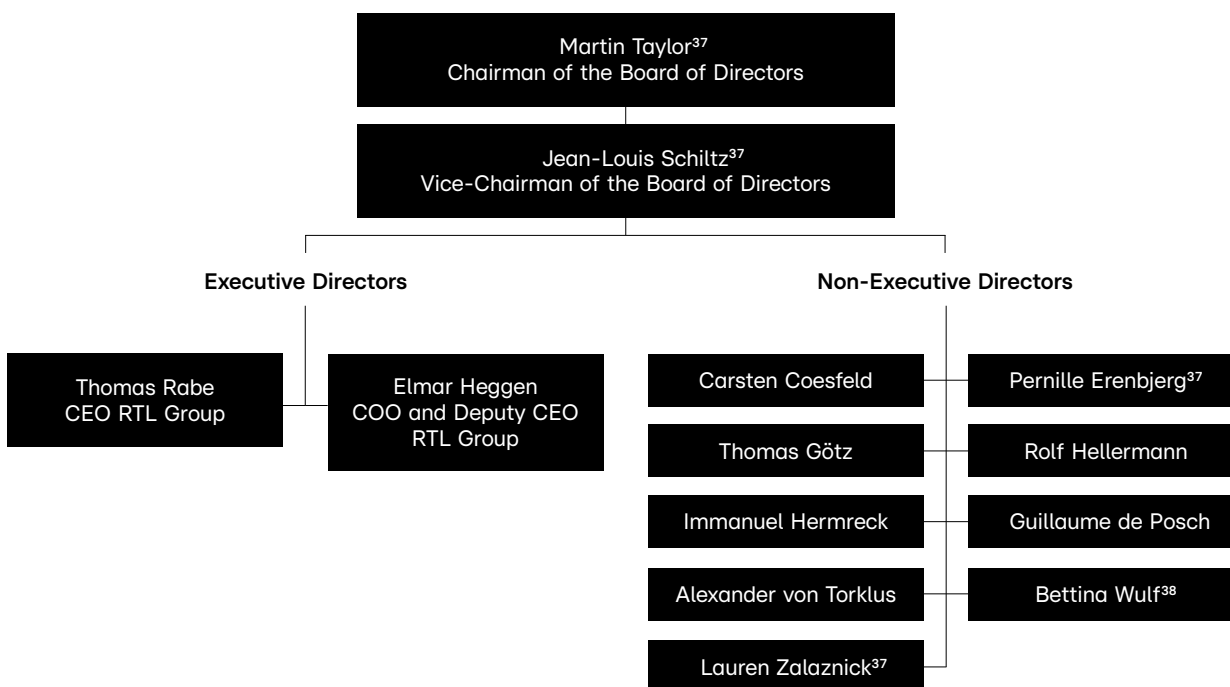 Martin Taylor³⁷
Chairman of the Board of Directors
Jean-Louis Schiltz³⁷
Vice-Chairman of the Board of Directors
Executive Directors
Non-Executive Directors
Thomas Rabe
CEO RTL Group
Elmar Heggen
COO and Deputy CEO
RTL Group
Carsten Coesfeld
Pernille Erenbjerg³⁷
Thomas Götz
Rolf Hellermann
Immanuel Hermreck
Guillaume de Posch
Alexander von Torklus
Bettina Wulf³⁸
Lauren Zalaznick³⁷